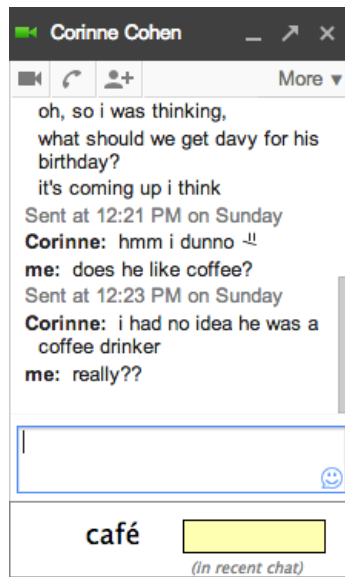 Corinne Cohen
More
oh, so i was thinking,
what should we get davy for his
birthday?
it's coming up i think
Sent at 12:21 PM on Sunday
Corinne: hmm i dunno
me: does he like coffee?
Sent at 12:23 PM on Sunday
Corinne: i had no idea he was a
coffee drinker
me: really??
café
(in recent chat)